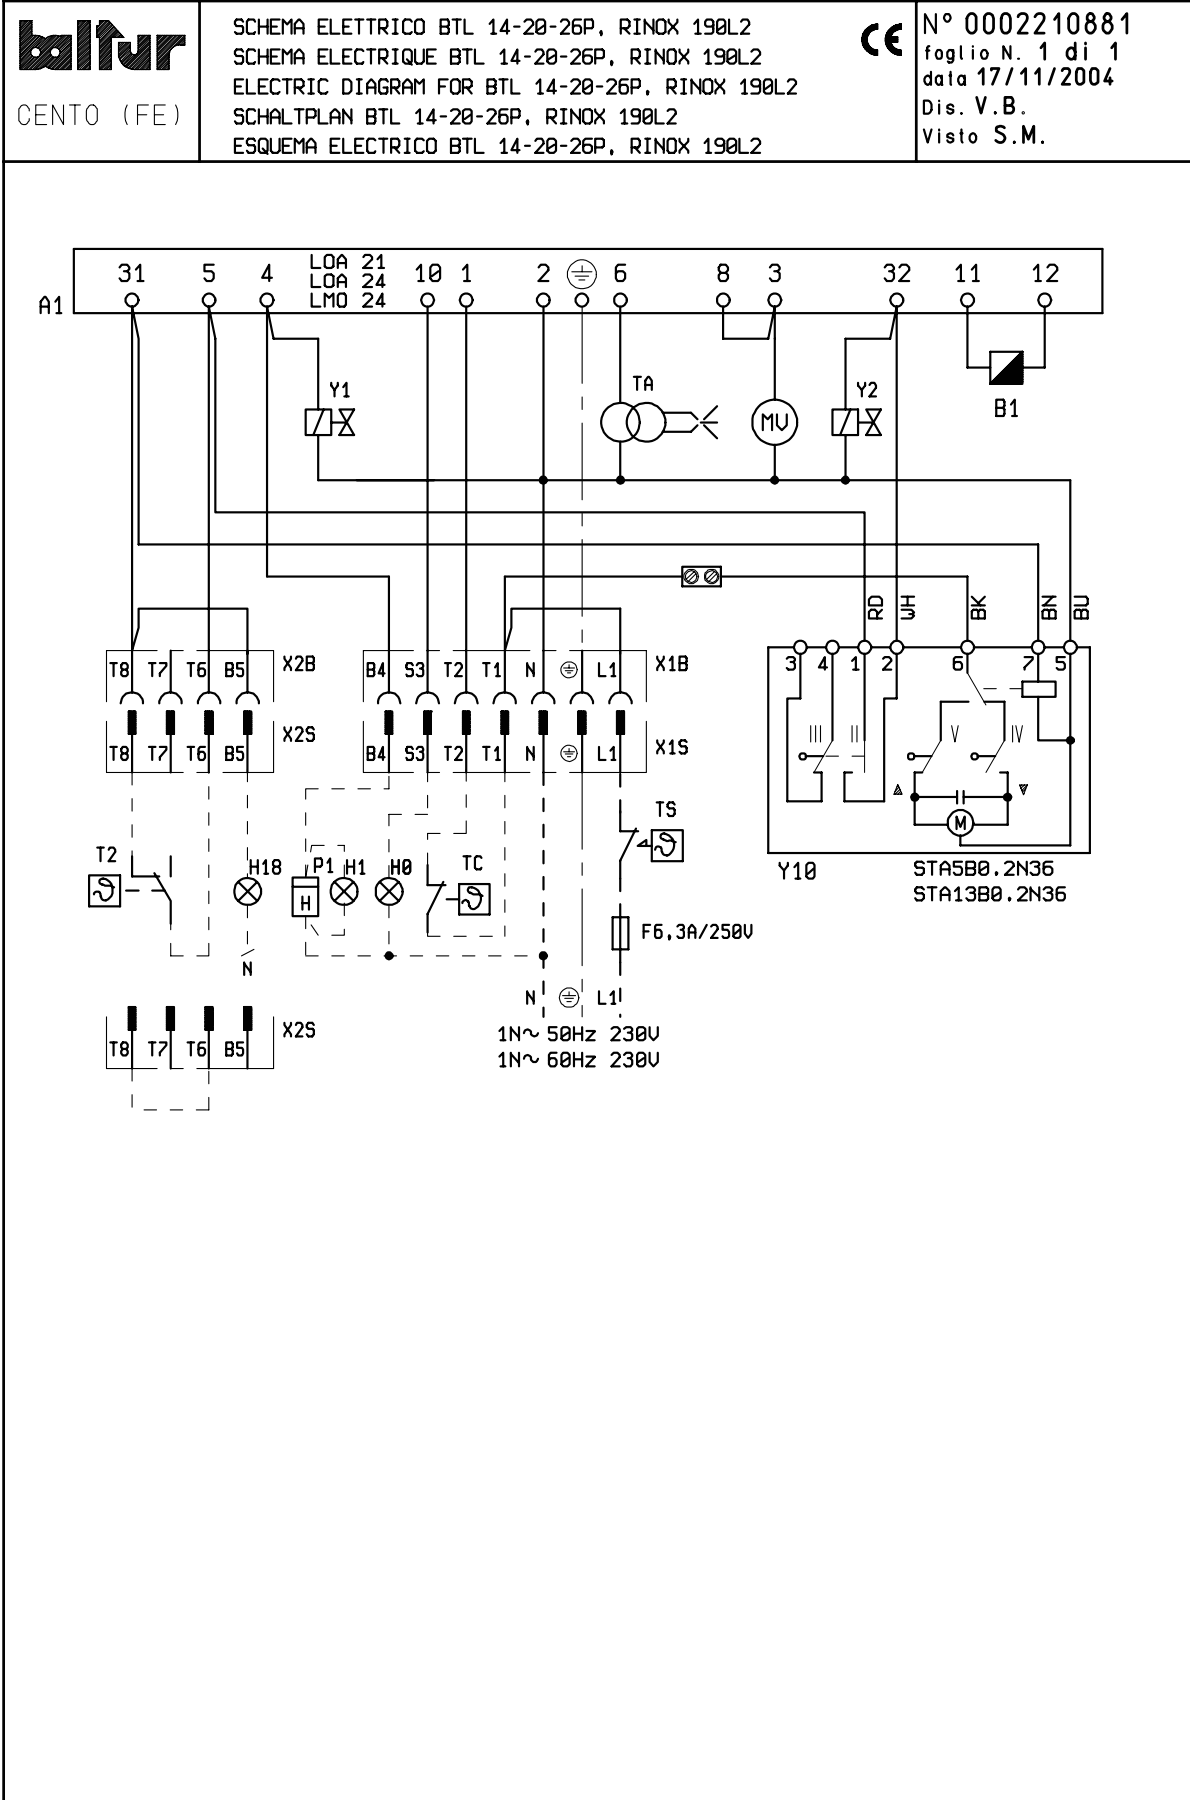 baltur
CENTO (FE)
SCHEMA ELETTRICO BTL 14-20-26P, RINOX 190L2
SCHEMA ELECTRIQUE BTL 14-20-26P, RINOX 190L2
ELECTRIC DIAGRAM FOR BTL 14-20-26P, RINOX 190L2
SCHALTPLAN BTL 14-20-26P, RINOX 190L2
ESQUEMA ELECTRICO BTL 14-20-26P, RINOX 190L2
CE
N° 0002210881
foglio N. 1 di 1
data 17/11/2004
Dis. V.B.
Visto S.M.
A1
31 5 4
LOA 21
LOA 24
LMO 24
10 1 2 6 8 3 32 11 12
Y1
TA
MV
Y2
B1
RD WH BK BN BU
T8 T7 T6 B5 X2B
B4 S3 T2 T1 N L1 X1B
3 4 1 2 6 7 5
T8 T7 T6 B5 X2S
B4 S3 T2 T1 N L1 X1S
III II V IV
M
Y10
STA5B0.2N36
STA13B0.2N36
T2
H18
N
P1
H
H1
H0
TC
TS
F6,3A/250V
N L1
1N~ 50Hz 230V
1N~ 60Hz 230V
T8 T7 T6 B5 X2S